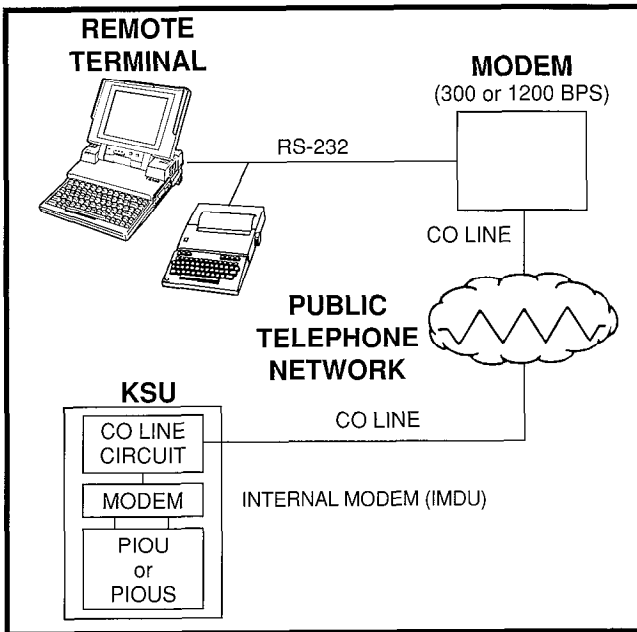 REMOTE
TERMINAL
MODEM
(300 or 1200 BPS)
RS-232
CO LINE
PUBLIC
TELEPHONE
NETWORK
KSU
CO LINE
CO LINE
CIRCUIT
MODEM
INTERNAL MODEM (IMDU)
PIOU
or
PIOUS